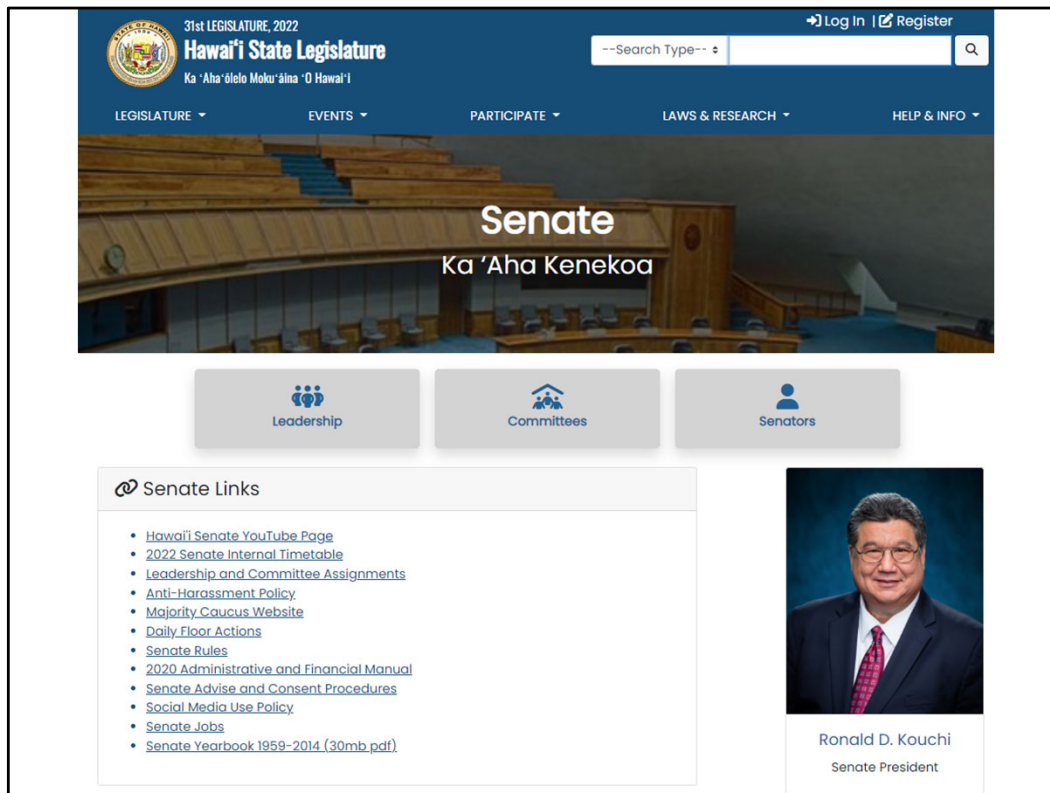 31st LEGISLATURE, 2022
Hawaiʻi State Legislature
Ka ʻAhaʻōlelo Mokuʻāina ʻO Hawaiʻi
Log In | Register
--Search Type--
LEGISLATURE
EVENTS
PARTICIPATE
LAWS & RESEARCH
HELP & INFO
Senate
Ka ʻAha Kenekoa
Leadership
Committees
Senators
Senate Links
• Hawaiʻi Senate YouTube Page
• 2022 Senate Internal Timetable
• Leadership and Committee Assignments
• Anti-Harassment Policy
• Majority Caucus Website
• Daily Floor Actions
• Senate Rules
• 2020 Administrative and Financial Manual
• Senate Advise and Consent Procedures
• Social Media Use Policy
• Senate Jobs
• Senate Yearbook 1959-2014 (30mb pdf)
Ronald D. Kouchi
Senate President